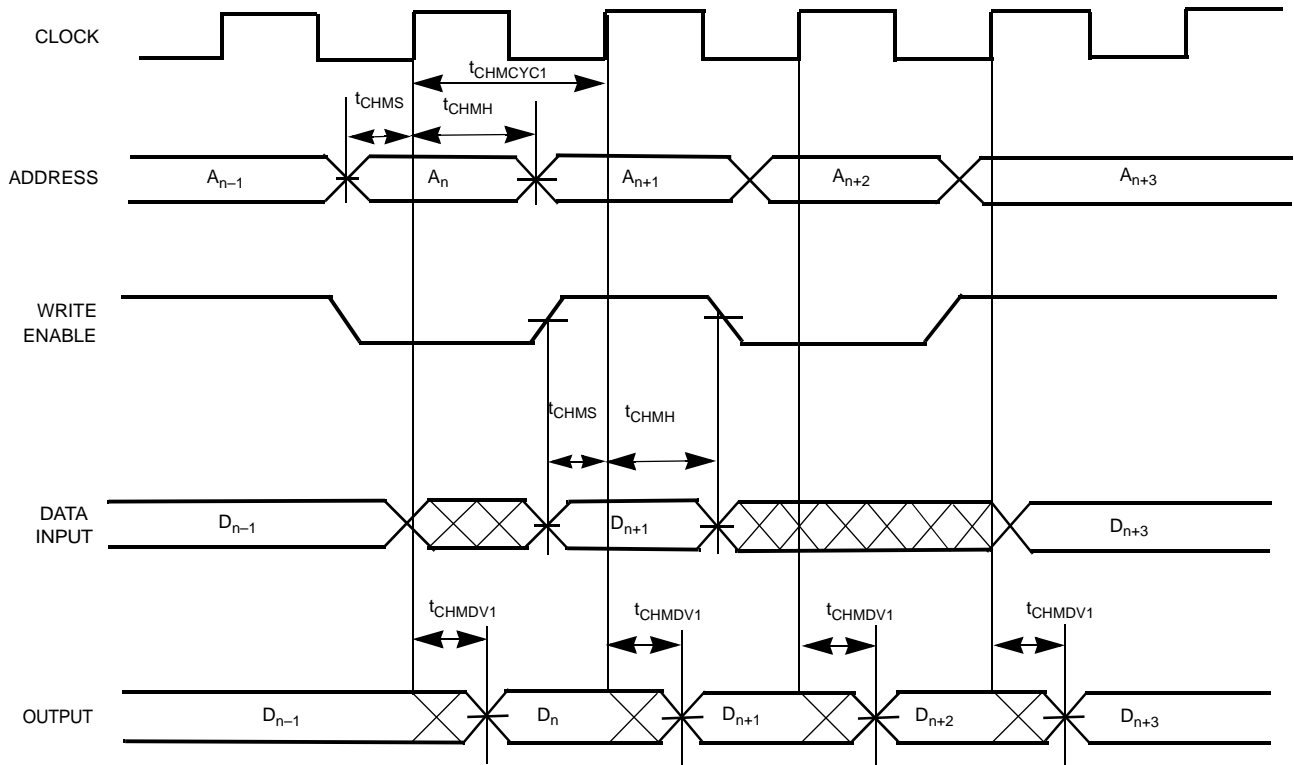 CLOCK
tCHMCYC1
tCHMS
tCHMH
ADDRESS
An–1
An
An+1
An+2
An+3
WRITE
ENABLE
tCHMS
tCHMH
DATA
INPUT
Dn–1
Dn+1
Dn+3
tCHMDV1
tCHMDV1
tCHMDV1
tCHMDV1
OUTPUT
Dn–1
Dn
Dn+1
Dn+2
Dn+3